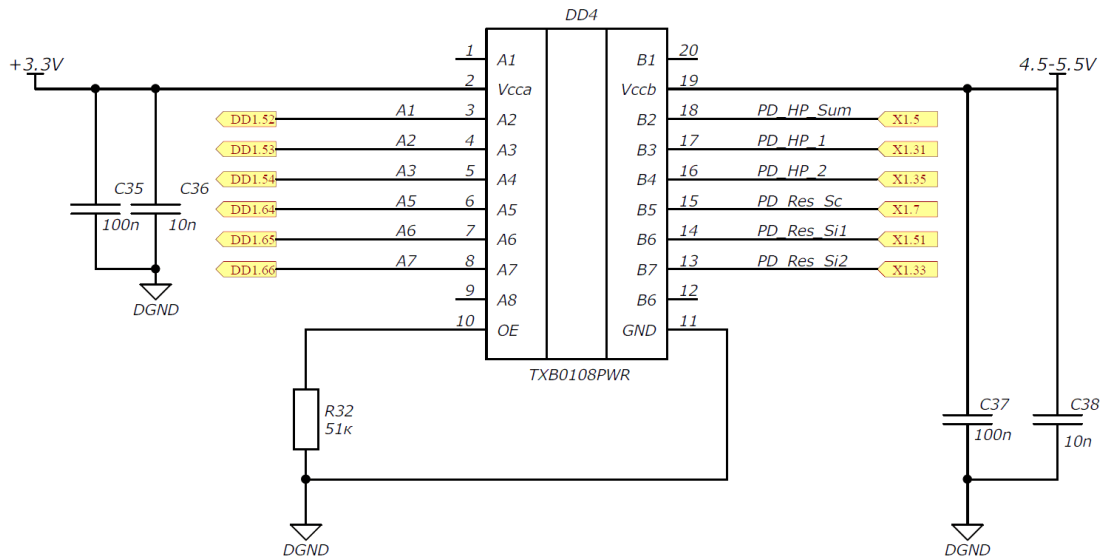 DD4
+3.3V
4.5-5.5V
1 A1 B1 20
2 Vcca Vccb 19
DD1.52 A1 3 A2 B2 18 PD_HP_Sum X1.5
DD1.53 A2 4 A3 B3 17 PD_HP_1 X1.31
DD1.54 A3 5 A4 B4 16 PD_HP_2 X1.35
DD1.64 A5 6 A5 B5 15 PD_Res_Sc X1.7
DD1.65 A6 7 A6 B6 14 PD_Res_Si1 X1.51
DD1.66 A7 8 A7 B7 13 PD_Res_Si2 X1.33
9 A8 B6 12
10 OE GND 11
C35
100n
C36
10n
DGND
TXB0108PWR
R32
51к
DGND
C37
100n
C38
10n
DGND